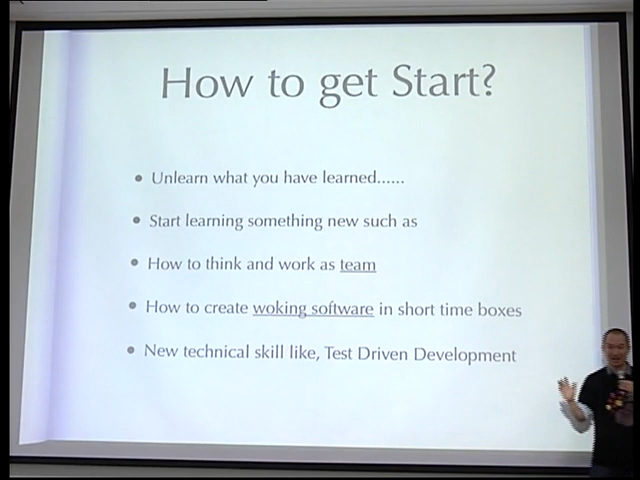 How to get Start?
• Unlearn what you have learned......
• Start learning something new such as
• How to think and work as team
• How to create woking software in short time boxes
• New technical skill like, Test Driven Development